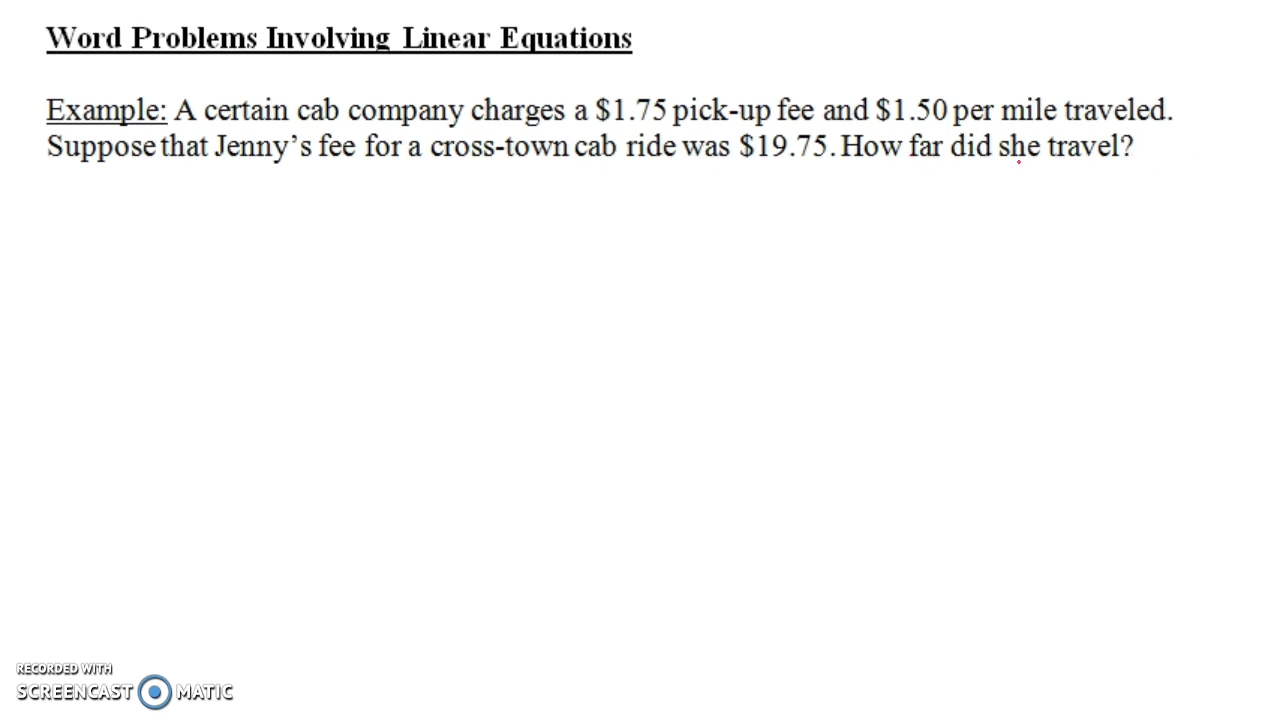 Word Problems Involving Linear Equations
Example: A certain cab company charges a $1.75 pick-up fee and $1.50 per mile traveled.
Suppose that Jenny’s fee for a cross-town cab ride was $19.75. How far did she travel?
RECORDED WITH
SCREENCAST MATIC